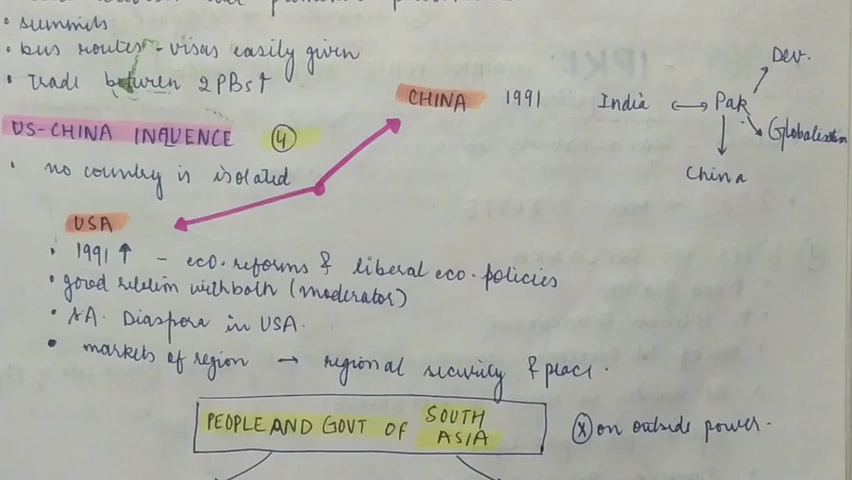 • summits
• bus routes - visas easily given
• trade between 2 PBs ↑
US-CHINA INFLUENCE ④
• no country is isolated
CHINA 1991 India ↔ Pak
Dev.
Globalisation
China
USA
• 1991 ↑ - eco. reforms & liberal eco. policies
• good relation with both (moderator)
• SA. Diaspora in USA.
• markets of region → regional security & peace.
PEOPLE AND GOVT OF SOUTH ASIA
ⓧ on outside power.